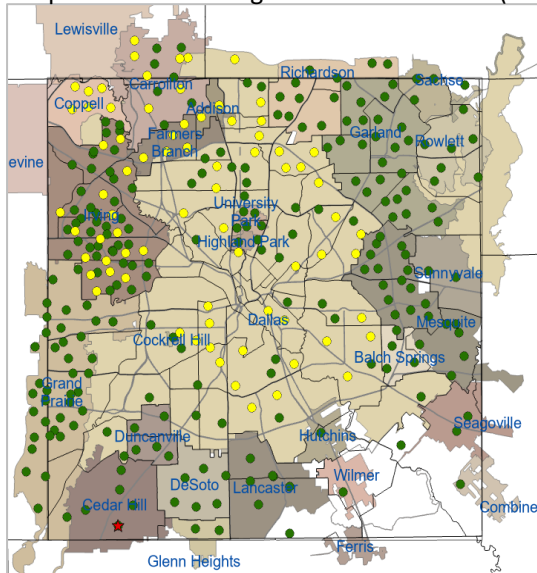 Lewisville
Richardson
Sachse
Carrollton
Coppell
Addison
Garland
Farmers
Branch
Rowlett
evine
University
Park
Irving
Highland Park
Sunnyvale
Dallas
Mesquite
Cockrell Hill
Balch Springs
Grand
Prairie
Seagoville
Duncanville
Hutchins
Wilmer
DeSoto
Lancaster
Cedar Hill
Combine
Ferris
Glenn Heights